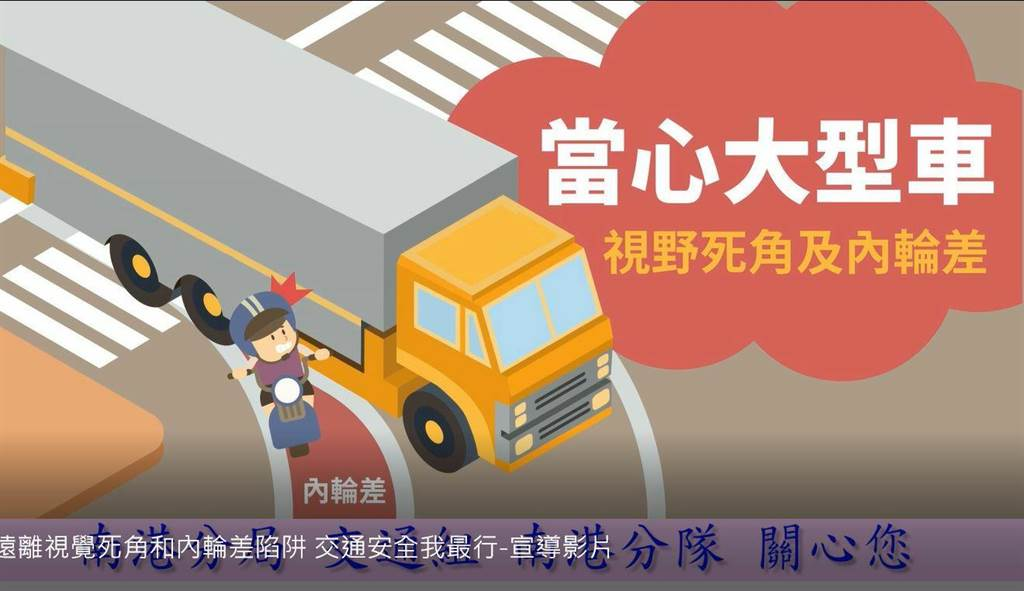 當心大型車
視野死角及內輪差
內輪差
遠離視覺死角和內輪差陷阱 交通安全我最行-宣導影片
南港分局 交通組 南港分隊 關心您